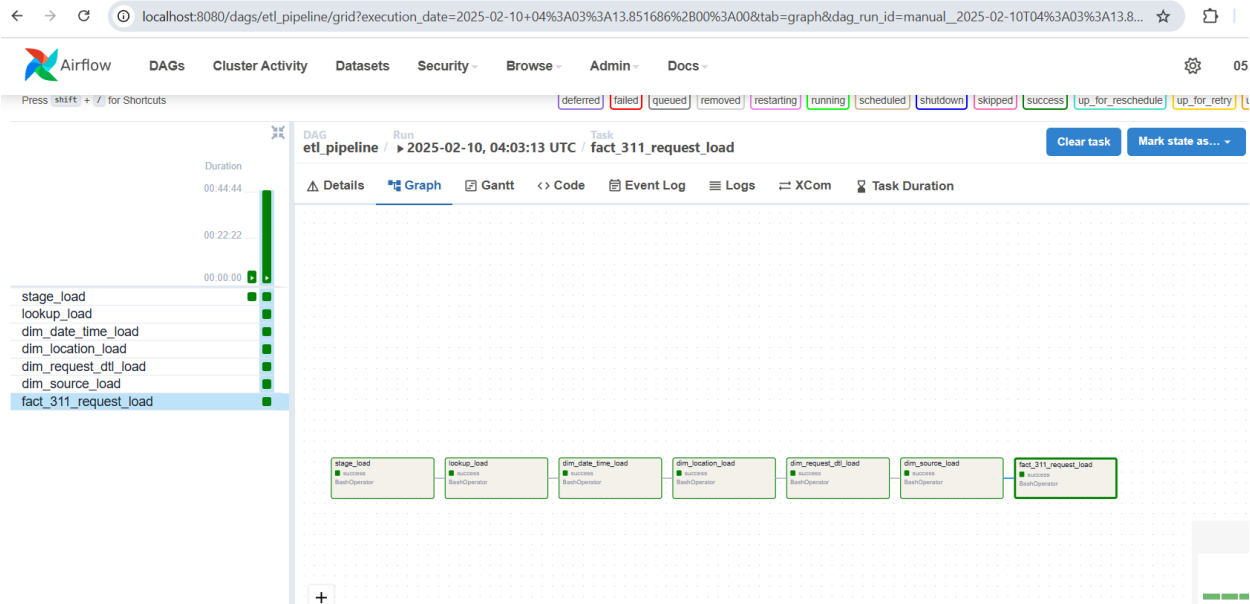 localhost:8080/dags/etl_pipeline/grid?execution_date=2025-02-10+04%3A03%3A13.851686%2B00%3A00&tab=graph&dag_run_id=manual__2025-02-10T04%3A03%3A13.8...
Airflow DAGs Cluster Activity Datasets Security Browse Admin Docs 05
Press shift + / for Shortcuts
deferred failed queued removed restarting running scheduled shutdown skipped success up_for_reschedule up_for_retry
DAG Run Task
etl_pipeline / 2025-02-10, 04:03:13 UTC / fact_311_request_load
Clear task Mark state as...
Details Graph Gantt Code Event Log Logs XCom Task Duration
Duration
00:44:44
00:22:22
00:00:00
stage_load
lookup_load
dim_date_time_load
dim_location_load
dim_request_dtl_load
dim_source_load
fact_311_request_load
stage_load lookup_load dim_date_time_load dim_location_load dim_request_dtl_load dim_source_load fact_311_request_load
success success success success success success success
BashOperator BashOperator BashOperator BashOperator BashOperator BashOperator BashOperator